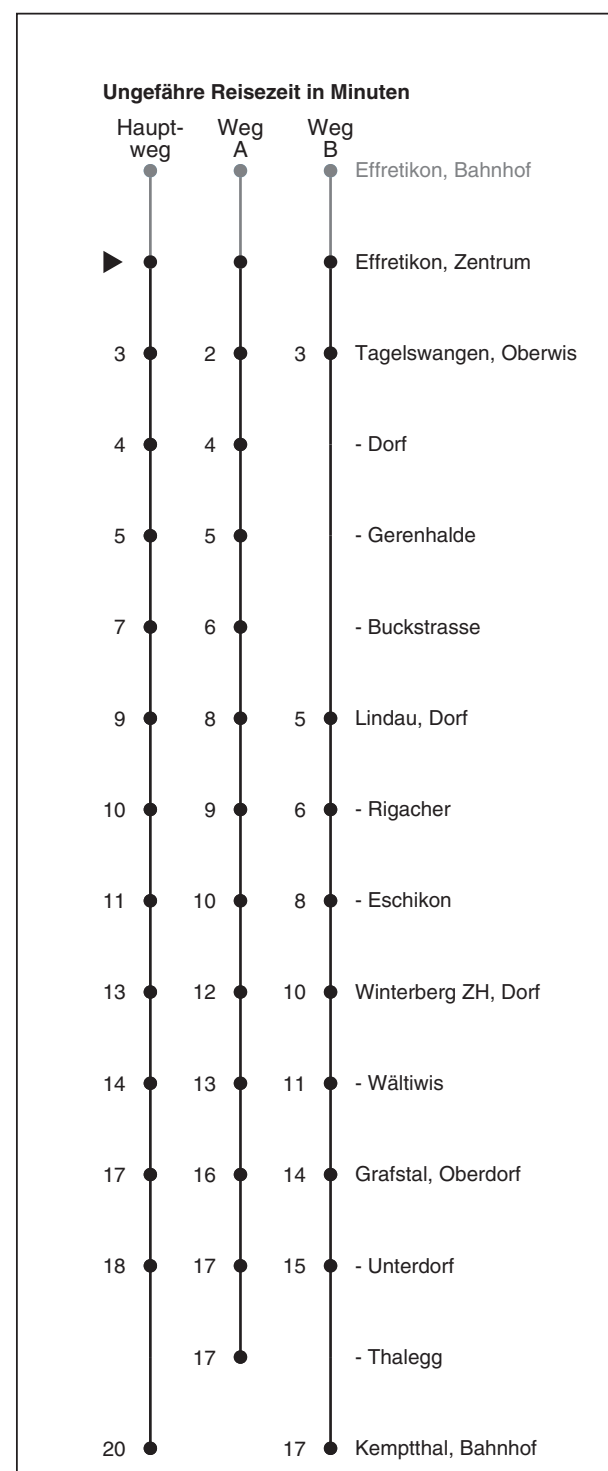 Ungefähre Reisezeit in Minuten
Haupt- Weg Weg
weg A B
Effretikon, Bahnhof
Effretikon, Zentrum
3 2 3 Tagelswangen, Oberwis
4 4 - Dorf
5 5 - Gerenhalde
7 6 - Buckstrasse
9 8 5 Lindau, Dorf
10 9 6 - Rigacher
11 10 8 - Eschikon
13 12 10 Winterberg ZH, Dorf
14 13 11 - Wältiwis
17 16 14 Grafstal, Oberdorf
18 17 15 - Unterdorf
17 - Thalegg
20 17 Kemptthal, Bahnhof